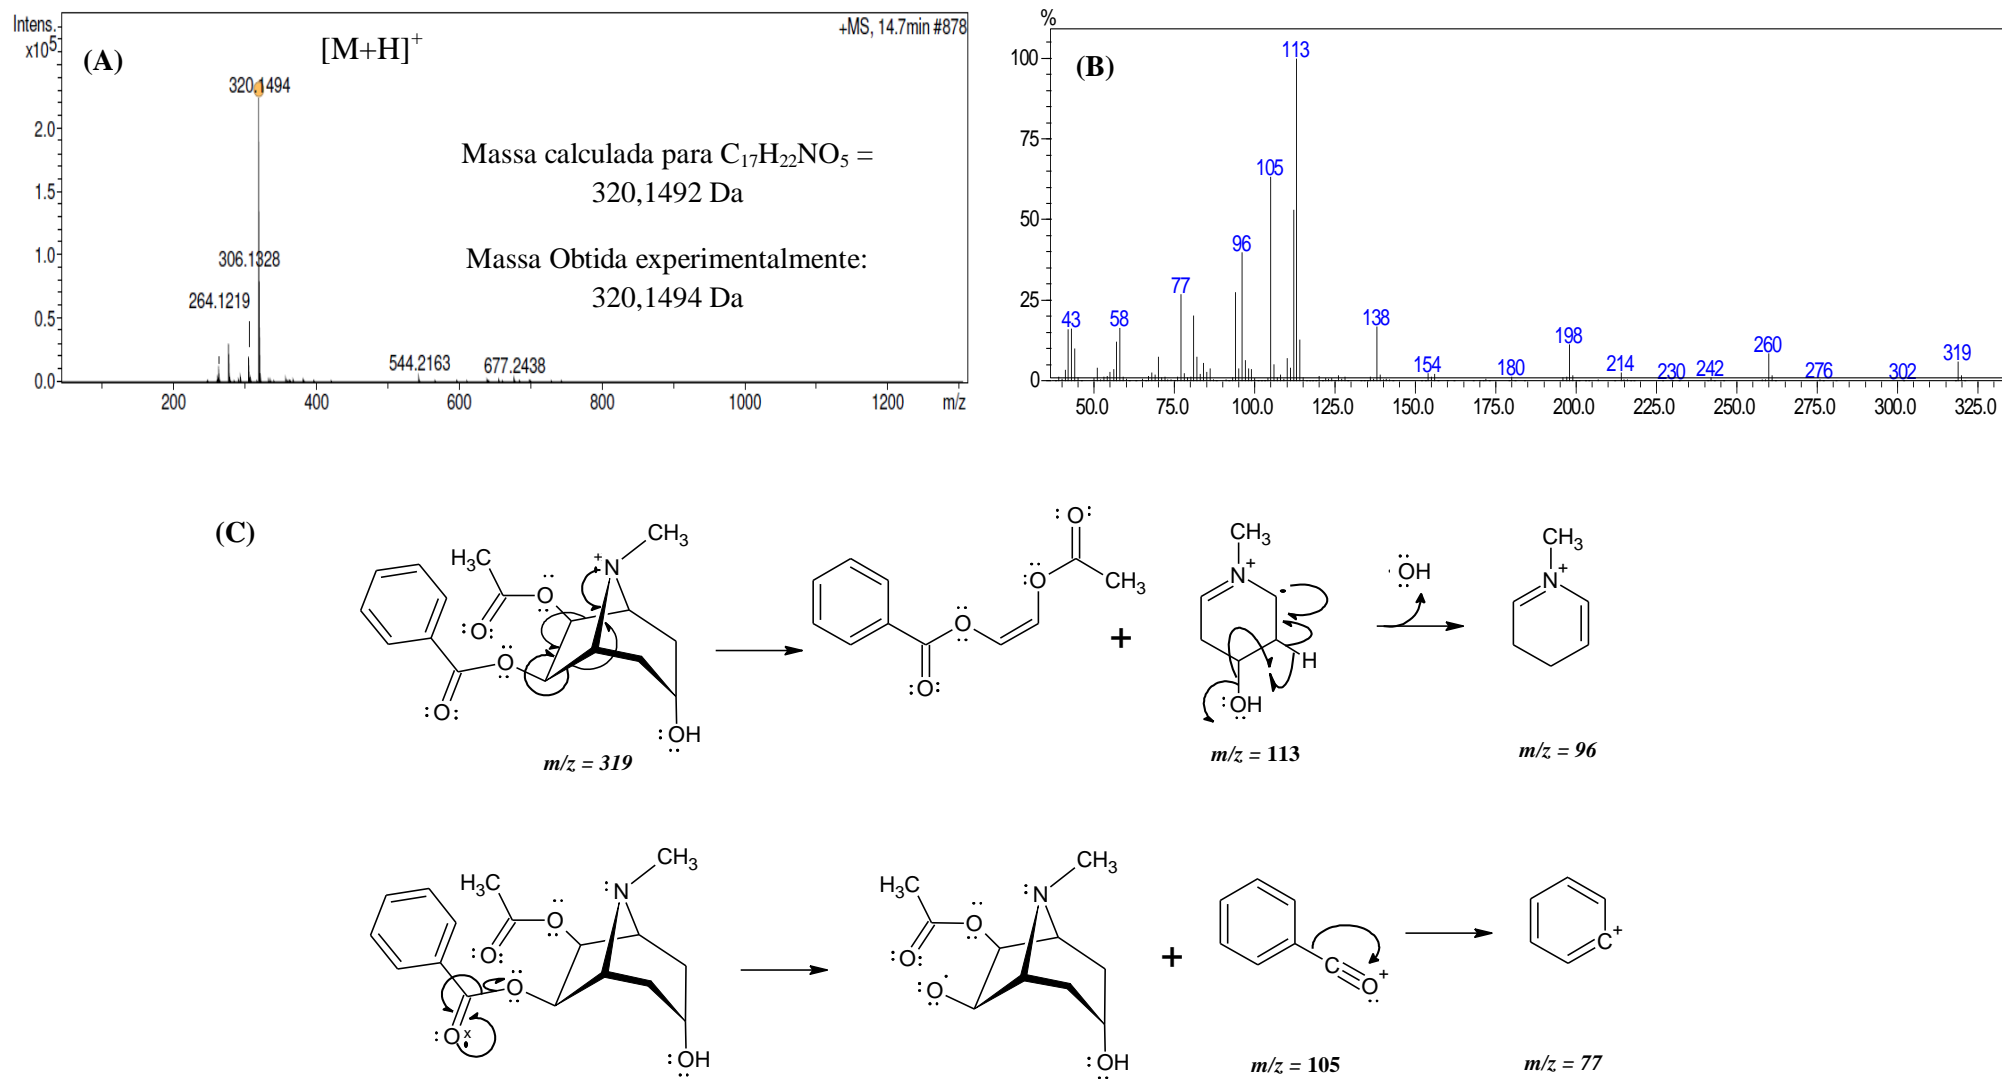 Intens.
x10⁵
+MS, 14.7min #878
(A)
[M+H]⁺
320.1494
2.0
1.5
1.0
0.5
0.0
306.1328
264.1219
544.2163
677.2438
Massa calculada para C₁₇H₂₂NO₅ =
320,1492 Da
Massa Obtida experimentalmente:
320,1494 Da
200 400 600 800 1000 1200 m/z
%
(B)
100
75
50
25
0
43 58 77 96 105 113 138 154 180 198 214 230 242 260 276 302 319
50.0 75.0 100.0 125.0 150.0 175.0 200.0 225.0 250.0 275.0 300.0 325.0
(C)
H₃C
O
:O:
O
:O:
N⁺
CH₃
:OH
m/z = 319
O
:O:
:O:
O
CH₃
+
CH₃
N⁺
H
:OH
m/z = 113
·OH
CH₃
N⁺
m/z = 96
H₃C
O
:O:
O
:O x
:N
CH₃
:OH
H₃C
O
:O:
O
:N
CH₃
:OH
+
C
O⁺
m/z = 105
C⁺
m/z = 77